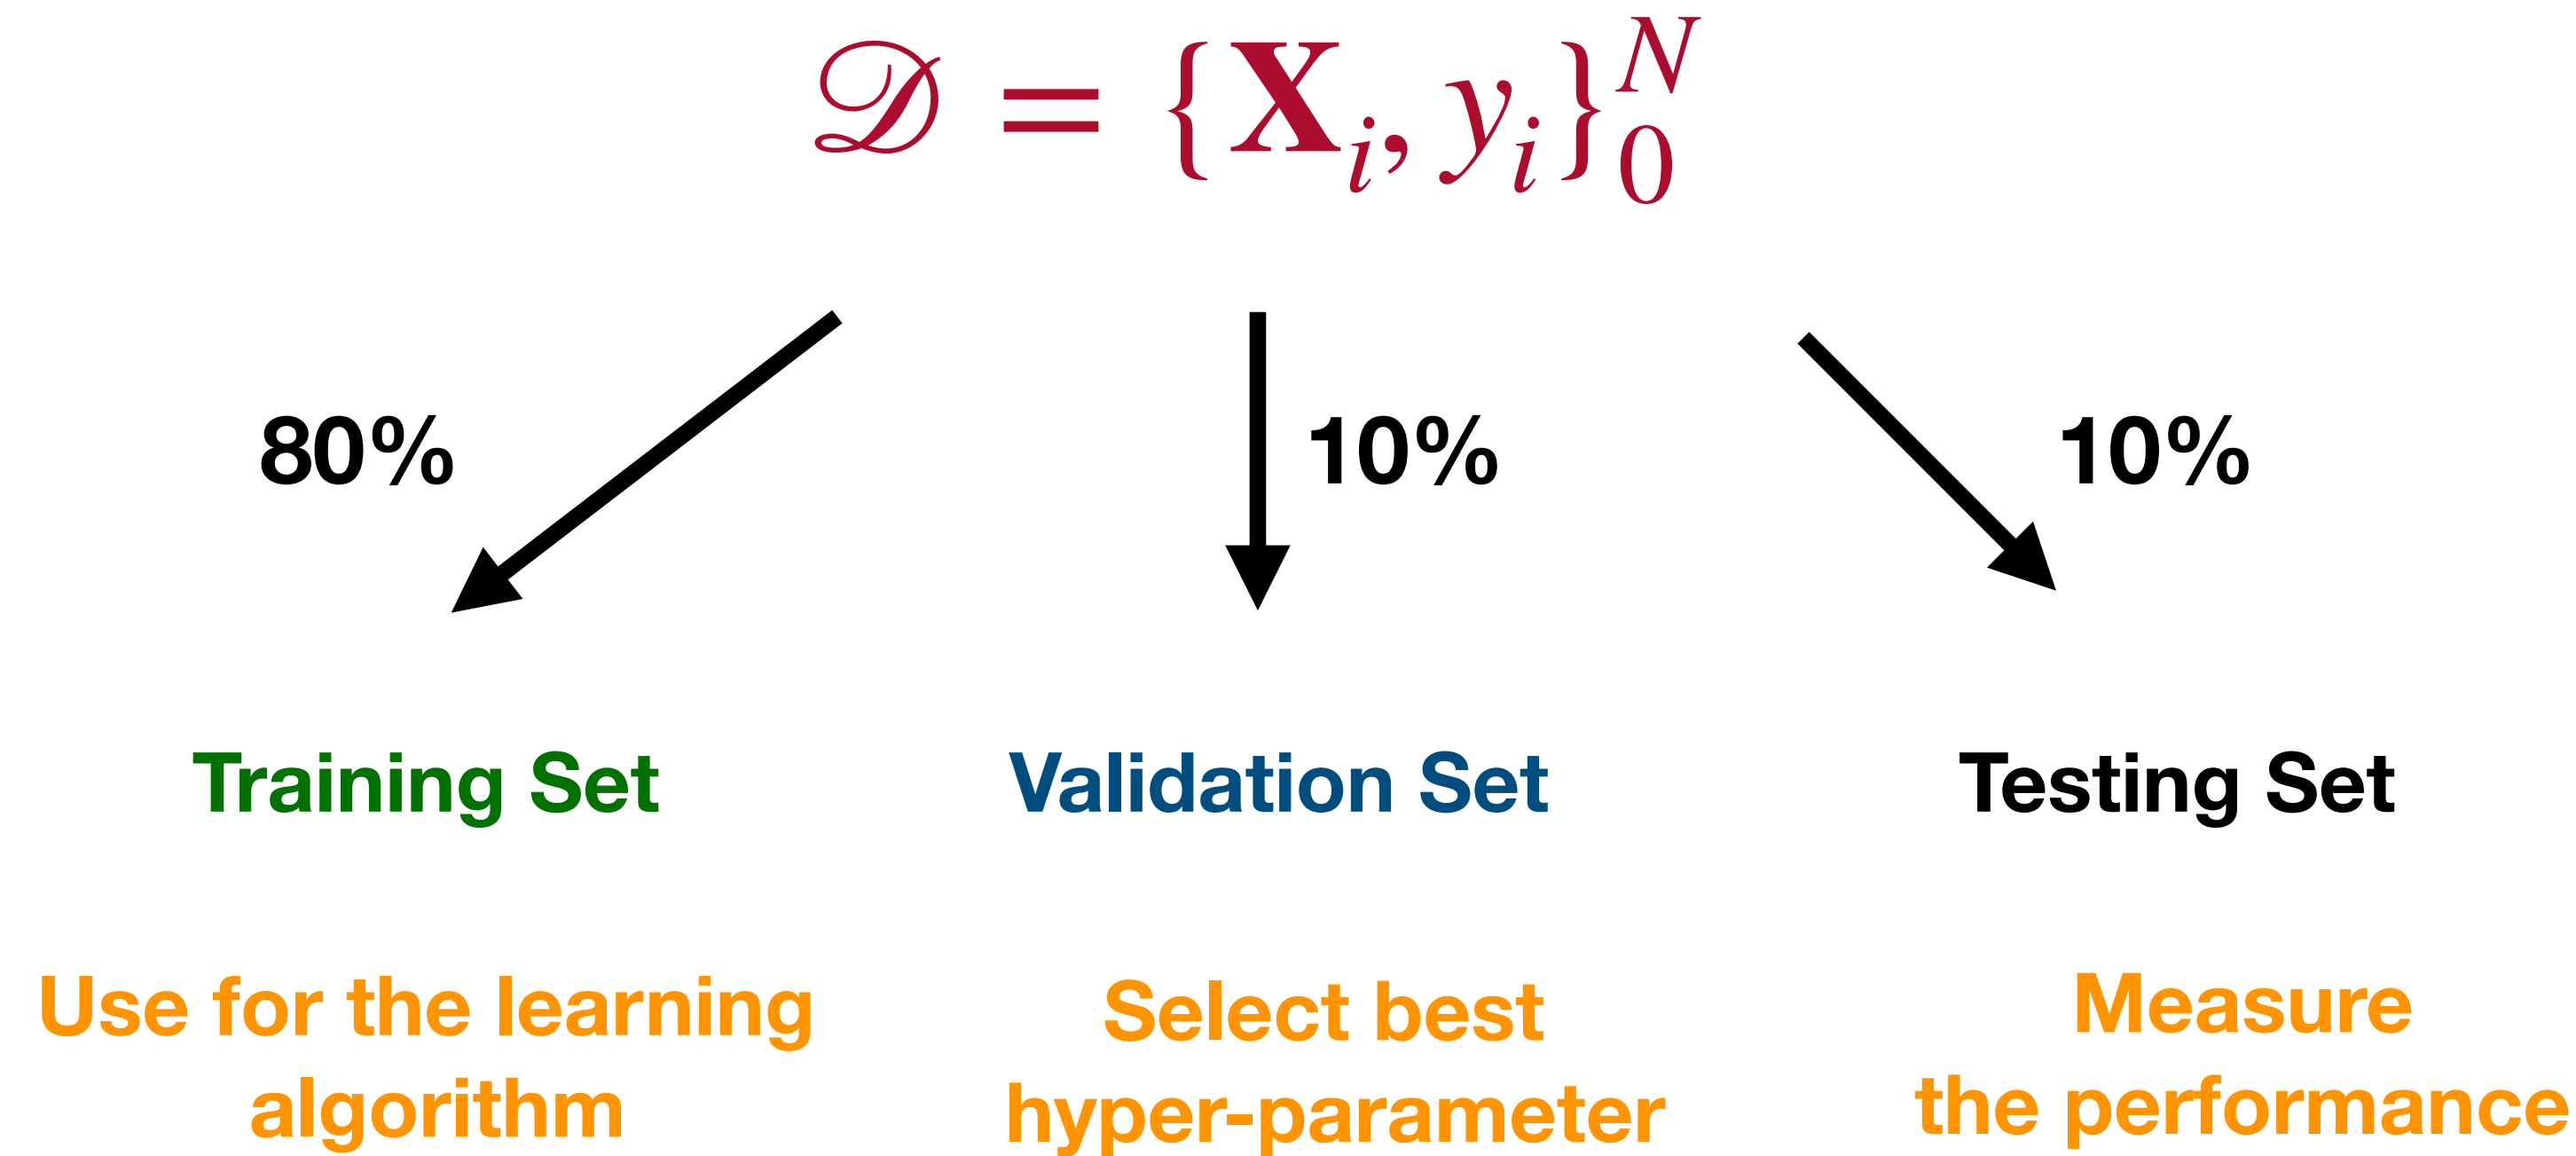 𝒟 = {𝐗ᵢ, yᵢ}₀ᴺ
80%
10%
10%
Training Set
Validation Set
Testing Set
Use for the learning
algorithm
Select best
hyper-parameter
Measure
the performance